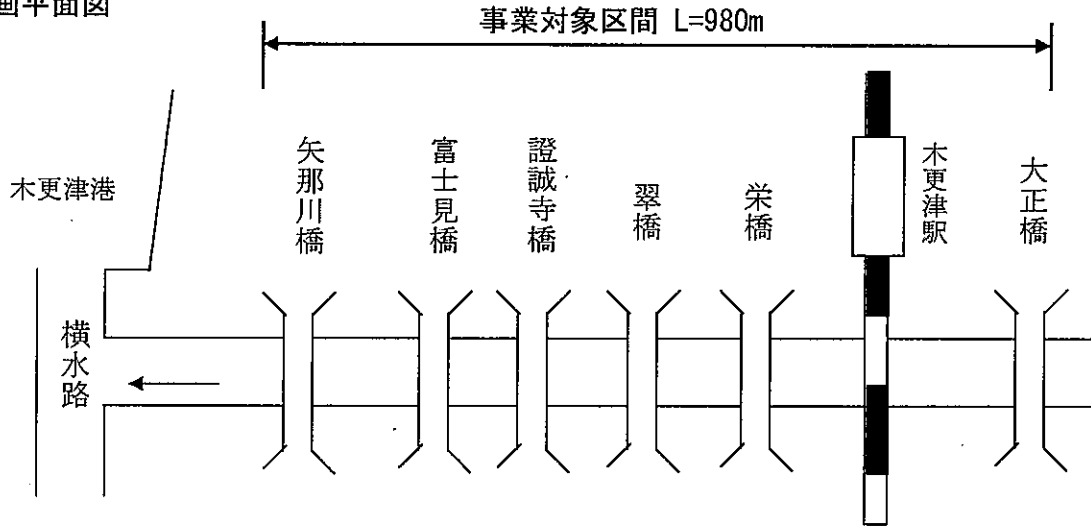 画平面図
事業対象区間 L=980m
木更津港
矢那川橋
富士見橋
證誠寺橋
翠橋
栄橋
木更津駅
大正橋
横水路